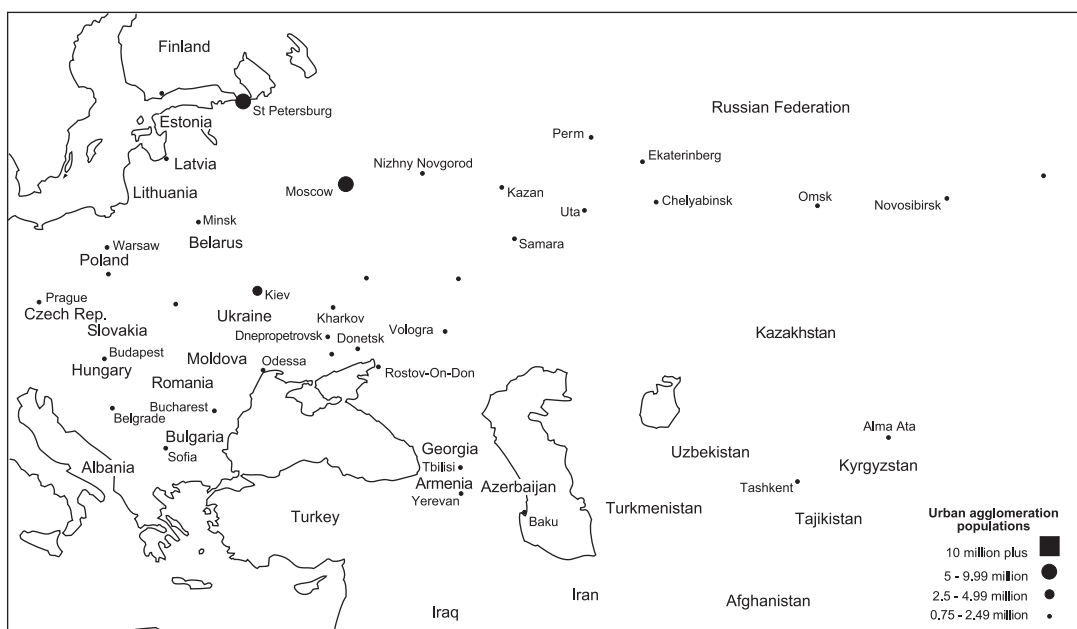 Finland
St Petersburg
Russian Federation
Estonia
Perm
Ekaterinberg
Latvia
Nizhny Novgorod
Lithuania
Moscow
Kazan
Chelyabinsk
Omsk
Novosibirsk
Uta
Minsk
Belarus
Samara
Warsaw
Poland
Prague
Czech Rep.
Kiev
Ukraine
Kharkov
Slovakia
Dnepropetrovsk
Donetsk
Vologra
Kazakhstan
Budapest
Hungary
Moldova
Odessa
Rostov-On-Don
Romania
Bucharest
Belgrade
Bulgaria
Sofia
Albania
Georgia
Tbilisi
Armenia
Yerevan
Azerbaijan
Baku
Turkey
Uzbekistan
Alma Ata
Kyrgyzstan
Tashkent
Turkmenistan
Tajikistan
Iran
Iraq
Afghanistan
Urban agglomeration
populations
10 million plus
5 - 9.99 million
2.5 - 4.99 million
0.75 - 2.49 million